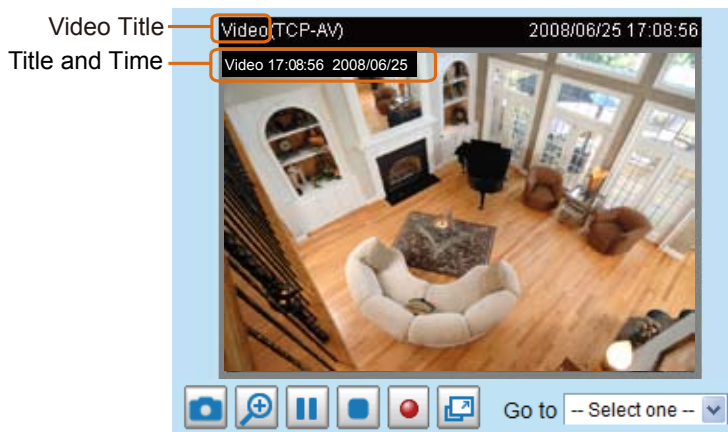 Video Title
Video(TCP-AV) 2008/06/25 17:08:56
Title and Time
Video 17:08:56 2008/06/25
Go to -- Select one --